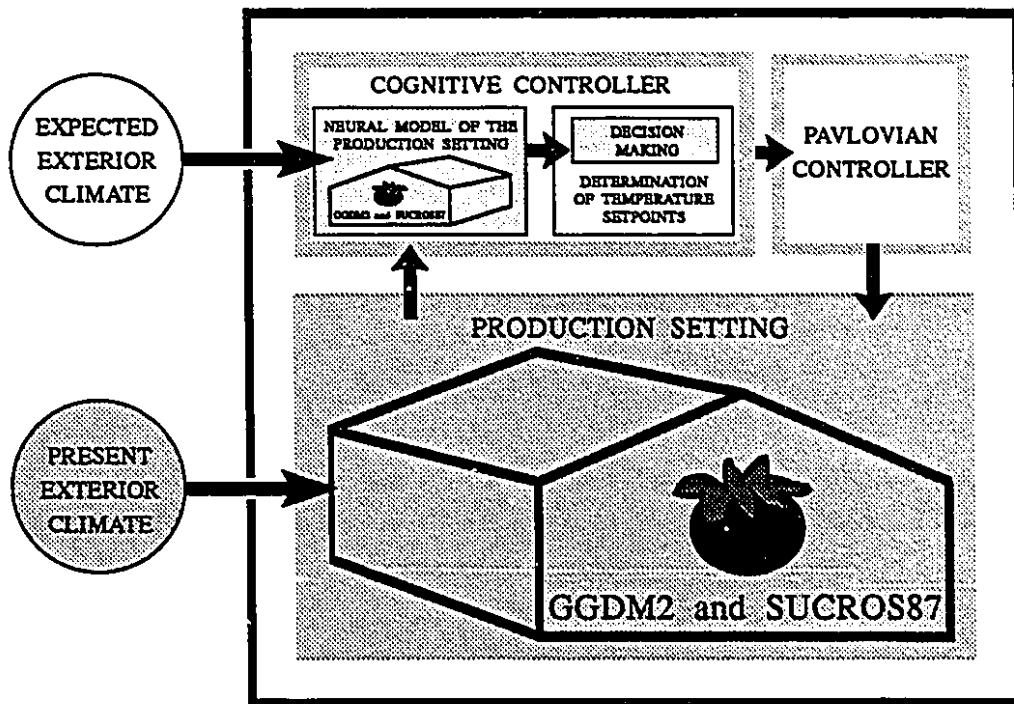 EXPECTED
EXTERIOR
CLIMATE
COGNITIVE CONTROLLER
NEURAL MODEL OF THE
PRODUCTION SETTING
GGDM2 and SUCROS87
DECISION
MAKING
DETERMINATION
OF TEMPERATURE
SETPOINTS
PAVLOVIAN
CONTROLLER
PRODUCTION SETTING
PRESENT
EXTERIOR
CLIMATE
GGDM2 and SUCROS87